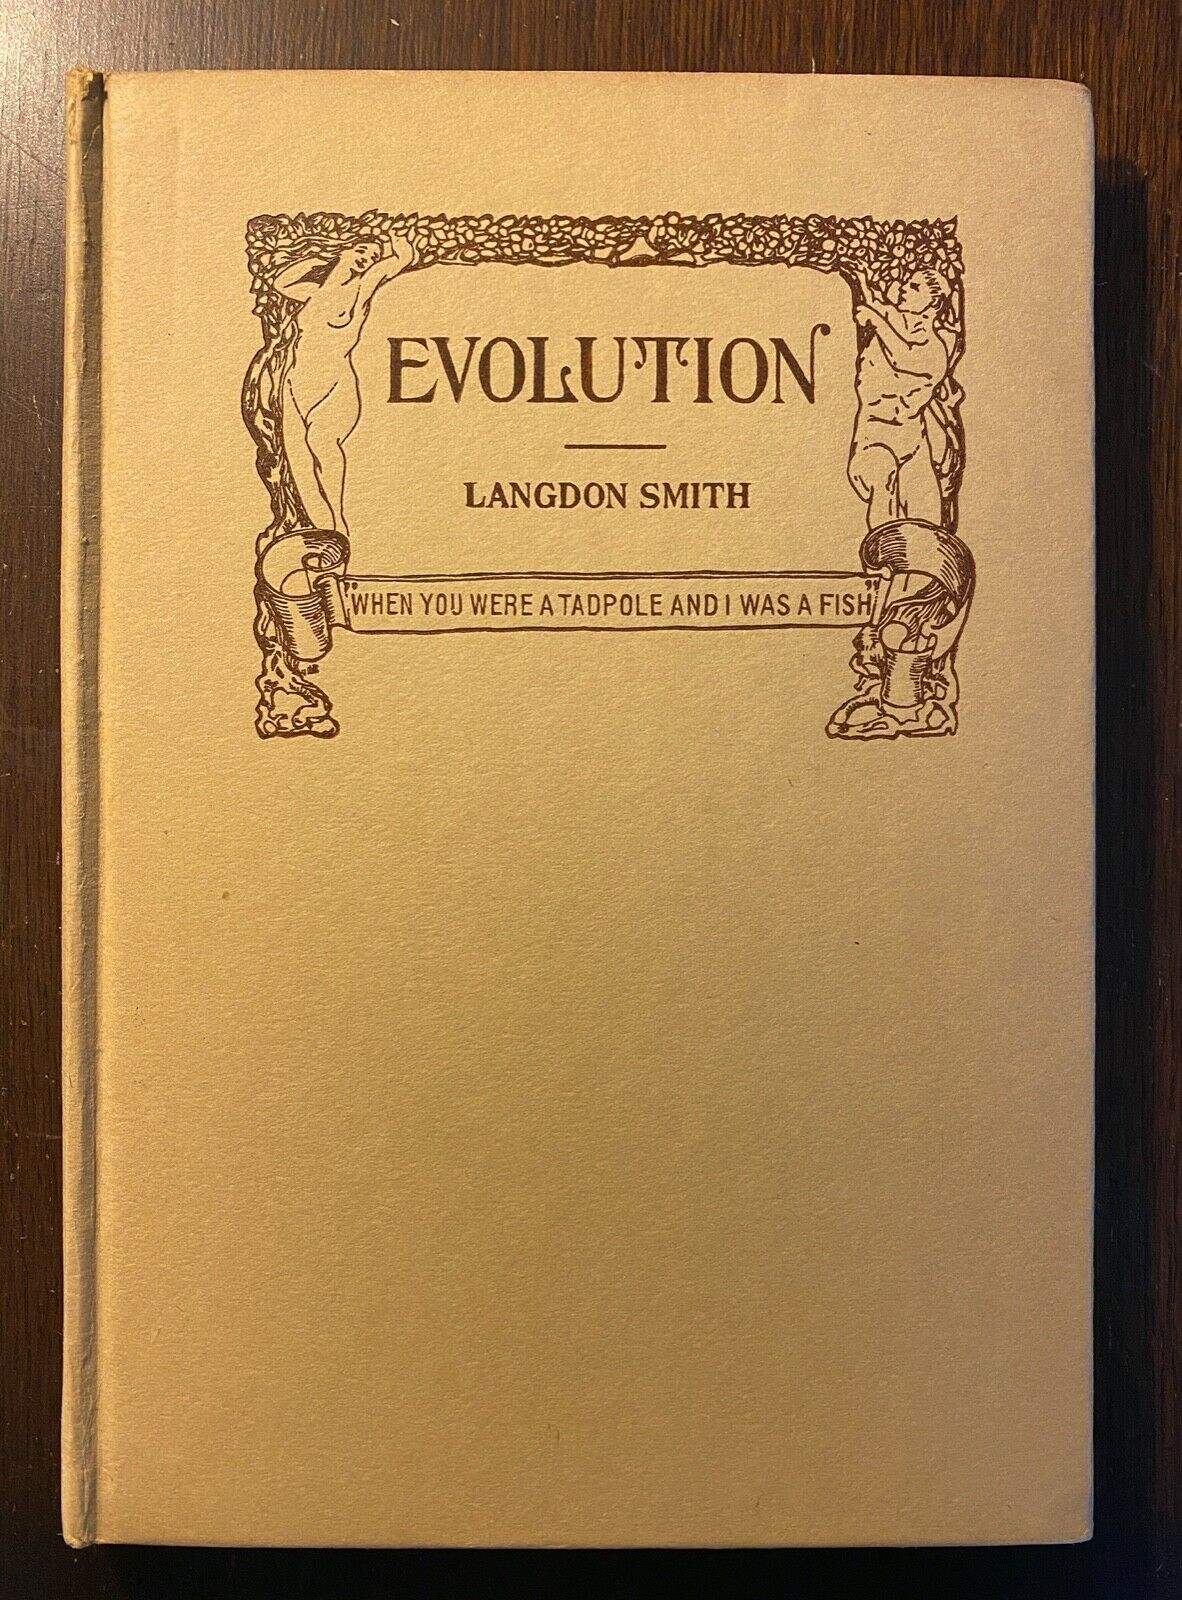 EVOLUTION
LANGDON SMITH
"WHEN YOU WERE A TADPOLE AND I WAS A FISH"